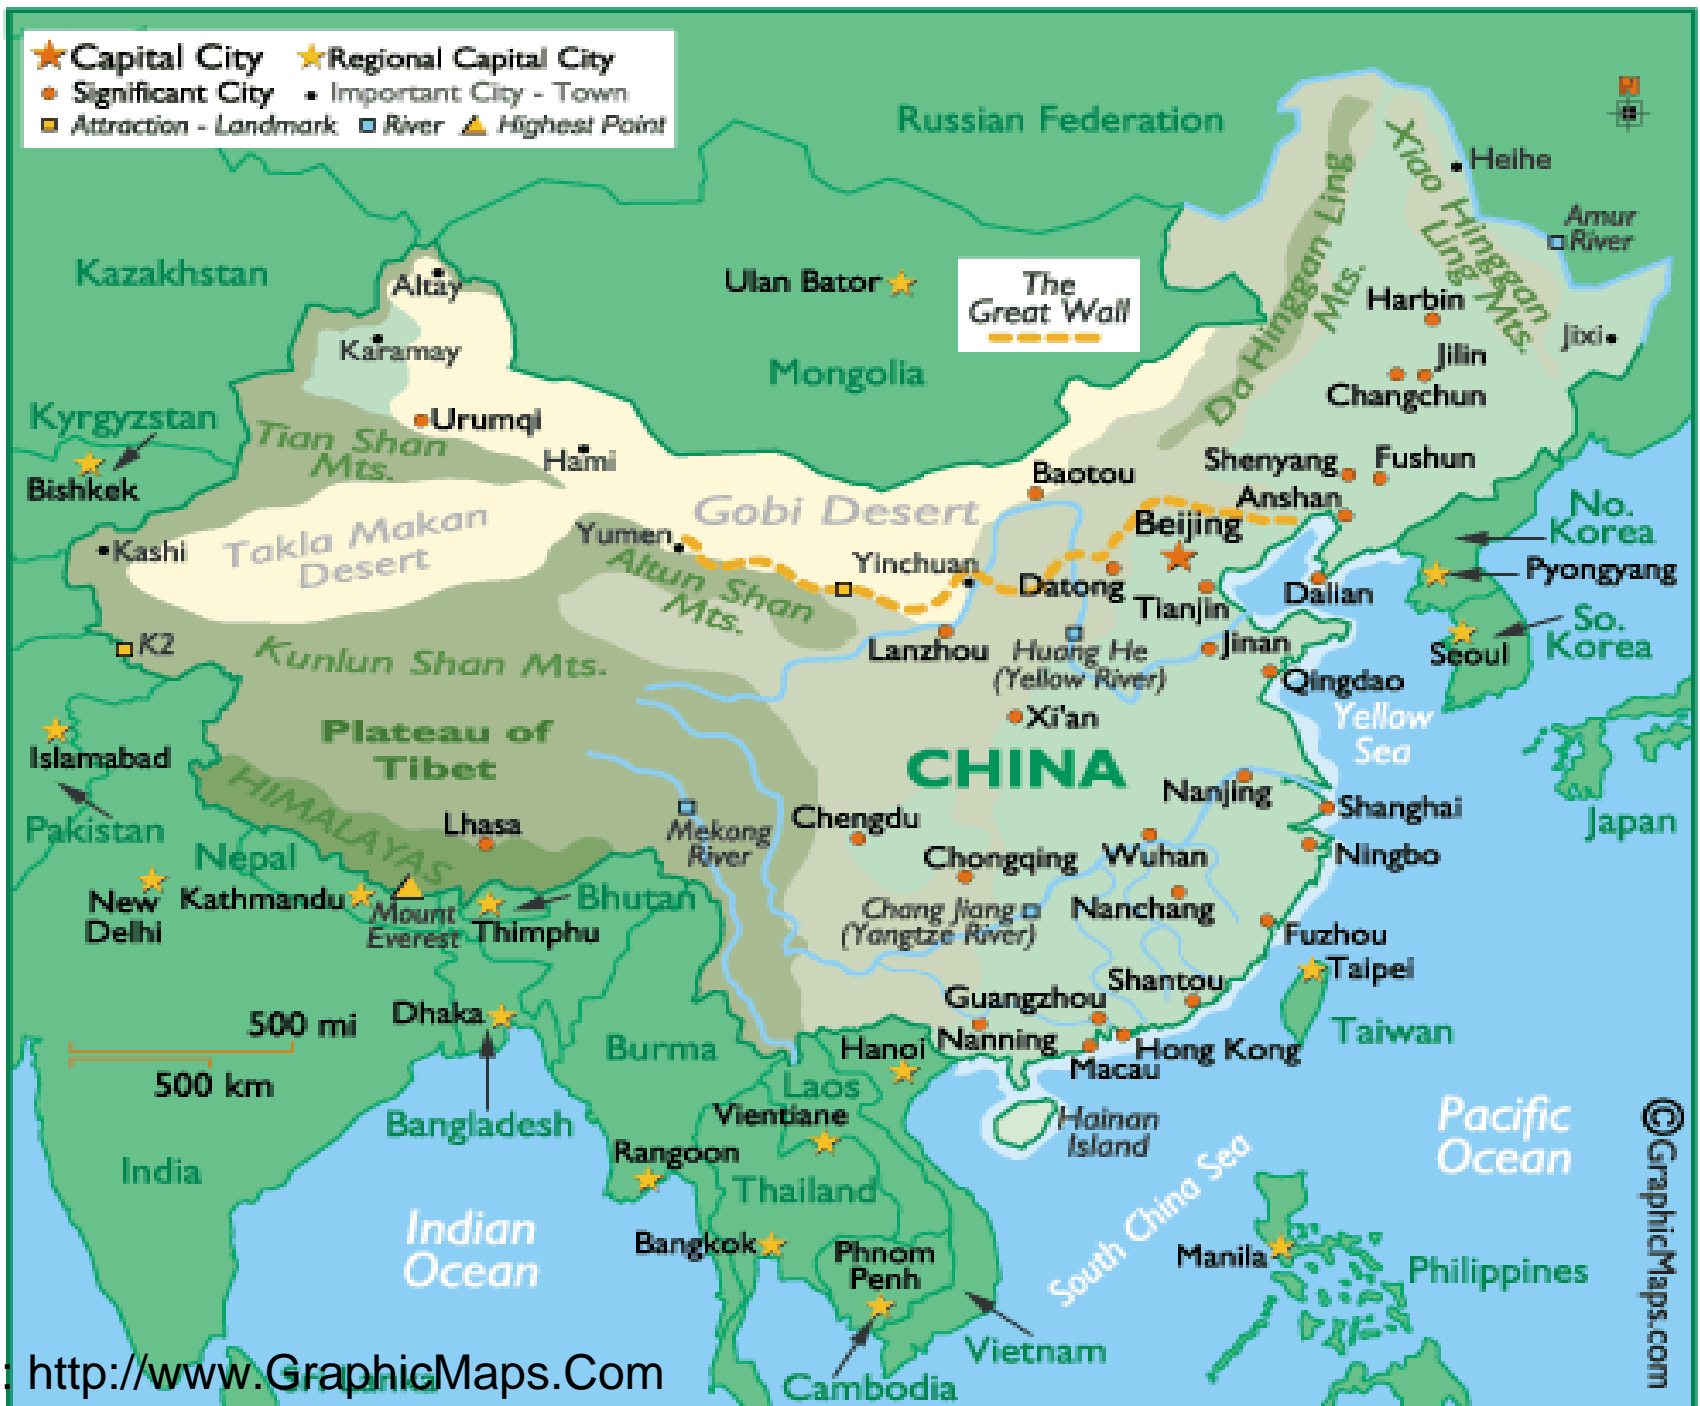 Capital City
Regional Capital City
Significant City
Important City - Town
Attraction - Landmark
River
Highest Point
N
Russian Federation
Heihe
Xiao Hinggan
Ling Mts.
Amur
River
Kazakhstan
Altay
Ulan Bator
The
Great Wall
Da Hinggan Ling
Mts.
Harbin
Jixi
Karamay
Mongolia
Jilin
Changchun
Kyrgyzstan
Urumqi
Tian Shan
Mts.
Hami
Bishkek
Baotou
Shenyang
Fushun
Anshan
Gobi Desert
Takla Makan
Desert
Kashi
Yumen
Beijing
No.
Korea
Altun Shan
Mts.
Yinchuan
Datong
Tianjin
Dalian
Pyongyang
K2
Kunlun Shan Mts.
Lanzhou
Huang He
(Yellow River)
Jinan
Seoul
So.
Korea
Qingdao
Xi'an
Yellow
Sea
Islamabad
Plateau of
Tibet
CHINA
Nanjing
Shanghai
Japan
Pakistan
HIMALAYAS
Lhasa
Mekong
River
Chengdu
Chongqing
Wuhan
Ningbo
Nepal
New
Delhi
Kathmandu
Mount
Everest
Bhutan
Thimphu
Chang Jiang
(Yangtze River)
Nanchang
Fuzhou
Taipei
Shantou
Guangzhou
Taiwan
500 mi
500 km
Dhaka
Burma
Hanoi
Nanning
Hong Kong
Macau
Laos
Bangladesh
Vientiane
Hainan
Island
Pacific
Ocean
India
Rangoon
Thailand
South China Sea
Indian
Ocean
Bangkok
Phnom
Penh
Manila
Philippines
Vietnam
Cambodia
Sri Lanka
: http://www.GraphicMaps.Com
©GraphicMaps.com